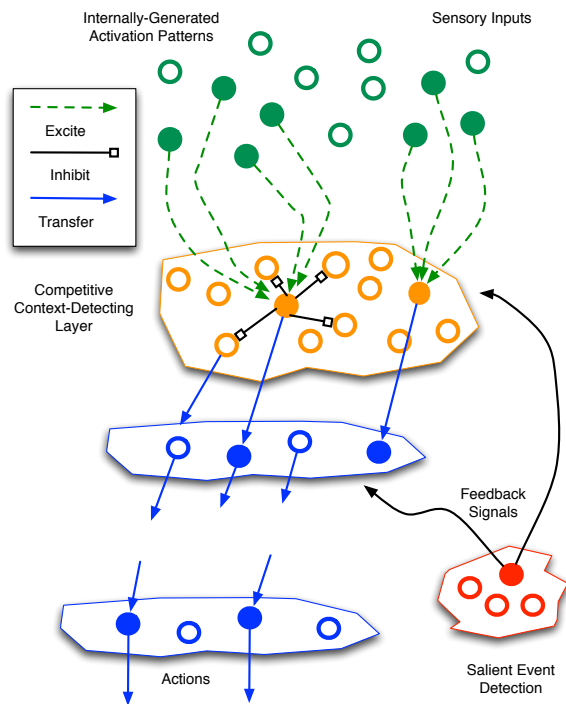 Internally-Generated
Activation Patterns
Sensory Inputs
Excite
Inhibit
Transfer
Competitive
Context-Detecting
Layer
Feedback
Signals
Actions
Salient Event
Detection